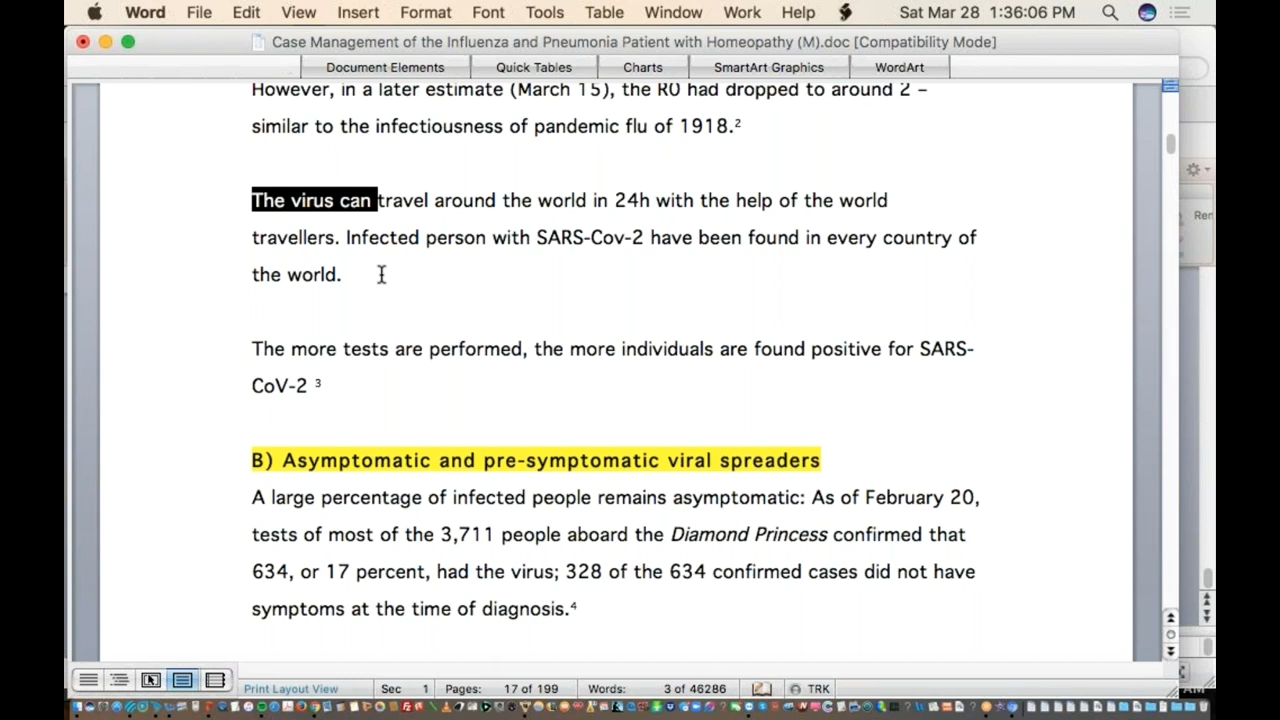 Word File Edit View Insert Format Font Tools Table Window Work Help Sat Mar 28 1:36:06 PM
Case Management of the Influenza and Pneumonia Patient with Homeopathy (M).doc [Compatibility Mode]
Document Elements Quick Tables Charts SmartArt Graphics WordArt
However, in a later estimate (March 15), the R0 had dropped to around 2 –
similar to the infectiousness of pandemic flu of 1918.²
The virus can travel around the world in 24h with the help of the world
travellers. Infected person with SARS-Cov-2 have been found in every country of
the world.
The more tests are performed, the more individuals are found positive for SARS-
CoV-2 ³
B) Asymptomatic and pre-symptomatic viral spreaders
A large percentage of infected people remains asymptomatic: As of February 20,
tests of most of the 3,711 people aboard the Diamond Princess confirmed that
634, or 17 percent, had the virus; 328 of the 634 confirmed cases did not have
symptoms at the time of diagnosis.⁴
Print Layout View Sec 1 Pages: 17 of 199 Words: 3 of 46286 TRK